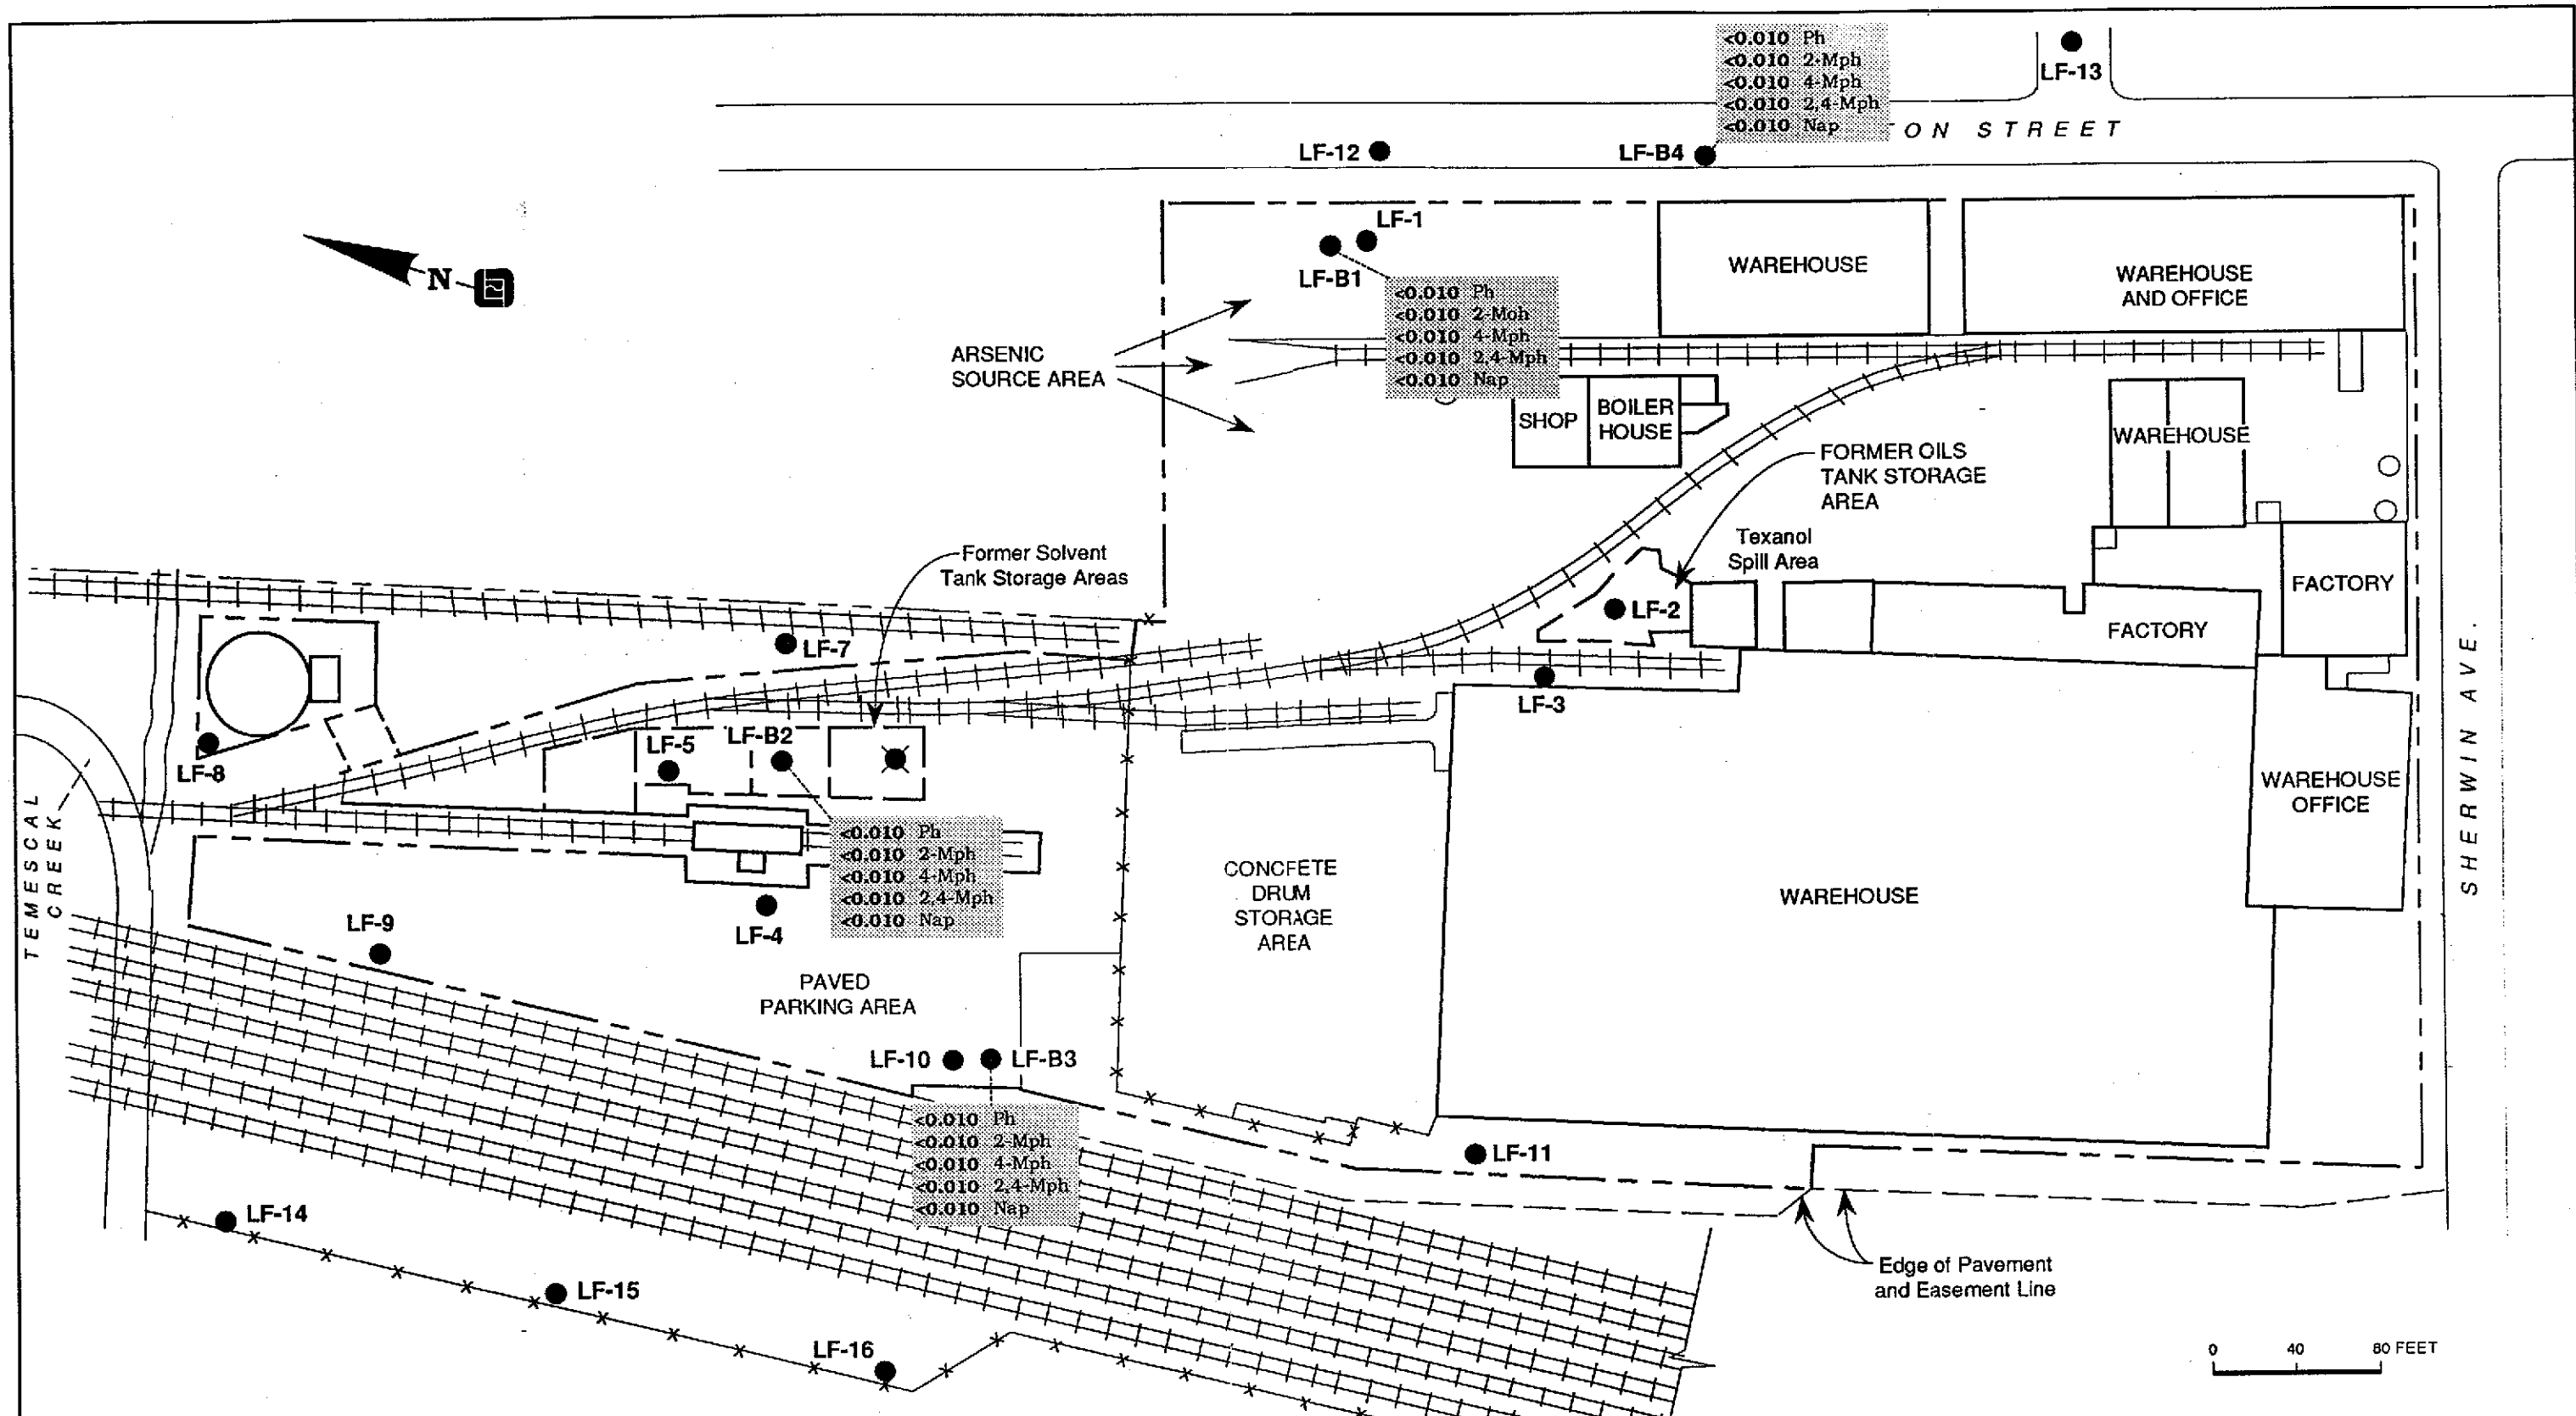 <0.010 Ph
<0.010 2-Mph
<0.010 4-Mph
<0.010 2,4-Mph
<0.010 Nap
LF-13
ON STREET
LF-12
LF-B4
LF-1
LF-B1
N
<0.010 Ph
<0.010 2-Moh
<0.010 4-Mph
<0.010 2,4-Mph
<0.010 Nap
WAREHOUSE
WAREHOUSE
AND OFFICE
ARSENIC
SOURCE AREA
SHOP
BOILER
HOUSE
WAREHOUSE
FORMER OILS
TANK STORAGE
AREA
Texanol
Spill Area
Former Solvent
Tank Storage Areas
LF-2
FACTORY
FACTORY
LF-7
LF-3
LF-8
LF-5
LF-B2
<0.010 Ph
<0.010 2-Mph
<0.010 4-Mph
<0.010 2,4-Mph
<0.010 Nap
SHERWIN AVE.
WAREHOUSE
OFFICE
TEMESCAL
CREEK
LF-9
LF-4
CONCRETE
DRUM
STORAGE
AREA
WAREHOUSE
PAVED
PARKING AREA
LF-10
LF-B3
<0.010 Ph
<0.010 2-Mph
<0.010 4-Mph
<0.010 2,4-Mph
<0.010 Nap
LF-11
LF-14
LF-15
LF-16
Edge of Pavement
and Easement Line
0 40 80 FEET